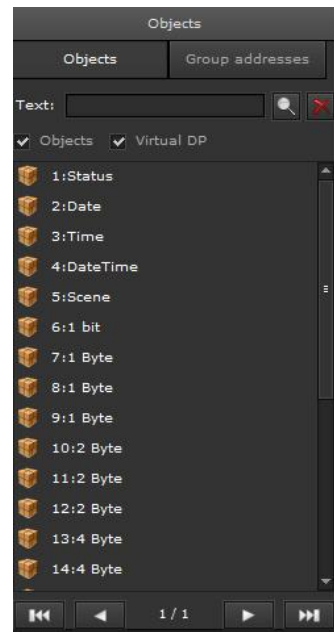 Objects
Objects Group addresses
Text:
Objects Virtual DP
1:Status
2:Date
3:Time
4:DateTime
5:Scene
6:1 bit
7:1 Byte
8:1 Byte
9:1 Byte
10:2 Byte
11:2 Byte
12:2 Byte
13:4 Byte
14:4 Byte
1 / 1